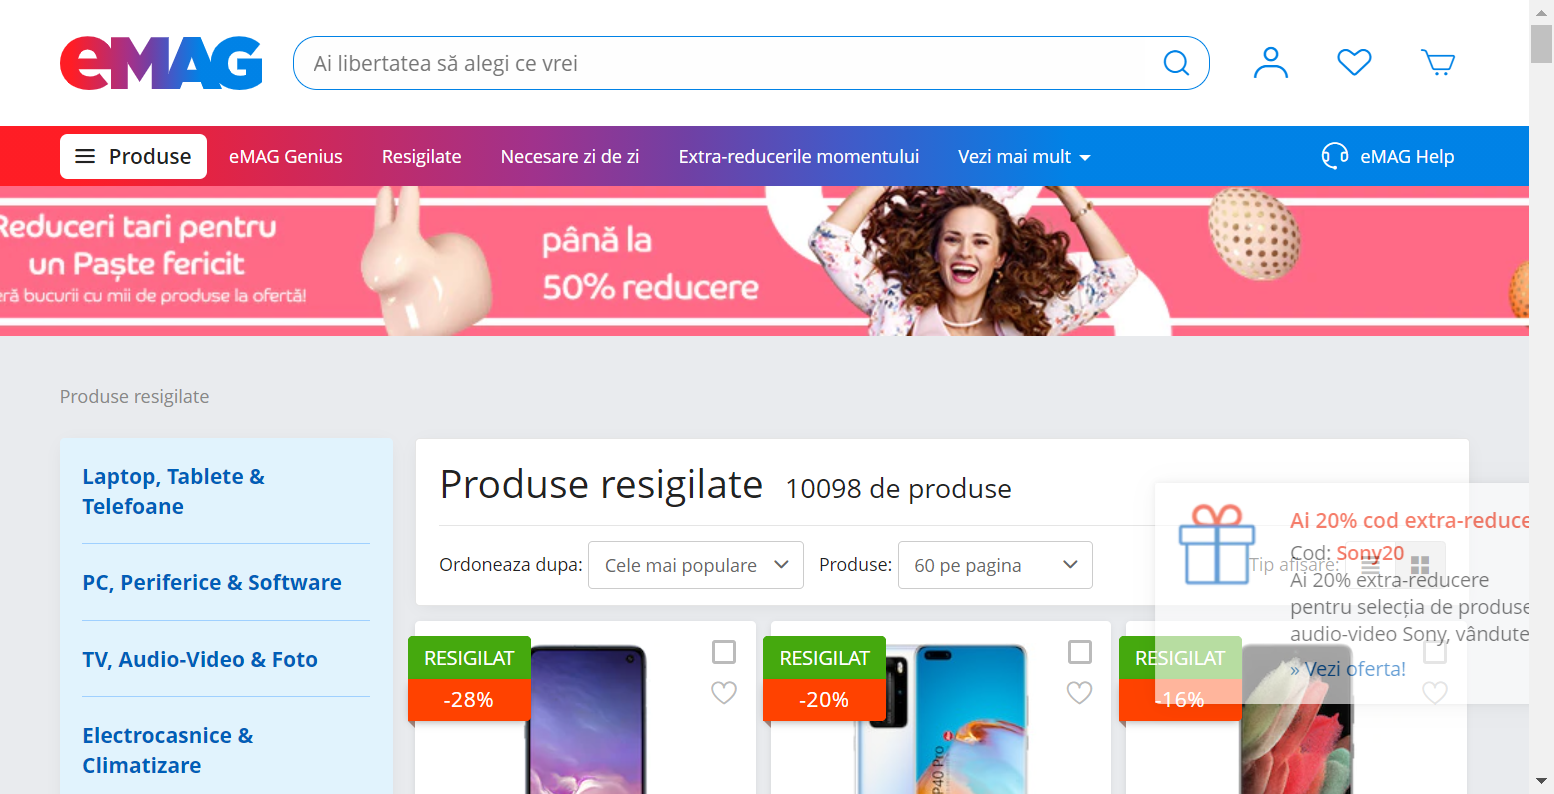 eMAG
Ai libertatea să alegi ce vrei
Produse
eMAG Genius
Resigilate
Necesare zi de zi
Extra-reducerile momentului
Vezi mai mult
eMAG Help
Reduceri tari pentru
un Paște fericit
bucurii cu mii de produse la ofertă!
până la
50% reducere
Produse resigilate
Laptop, Tablete &
Telefoane
PC, Periferice & Software
TV, Audio-Video & Foto
Electrocasnice &
Climatizare
Produse resigilate 10098 de produse
Ordoneaza dupa: Cele mai populare
Produse: 60 pe pagina
Tip afișare:
Ai 20% cod extra-reduce
Cod: Sony20
Ai 20% extra-reducere
pentru selecția de produse
audio-video Sony, vândute
» Vezi oferta!
RESIGILAT
-28%
RESIGILAT
-20%
P40 Pro
RESIGILAT
-16%